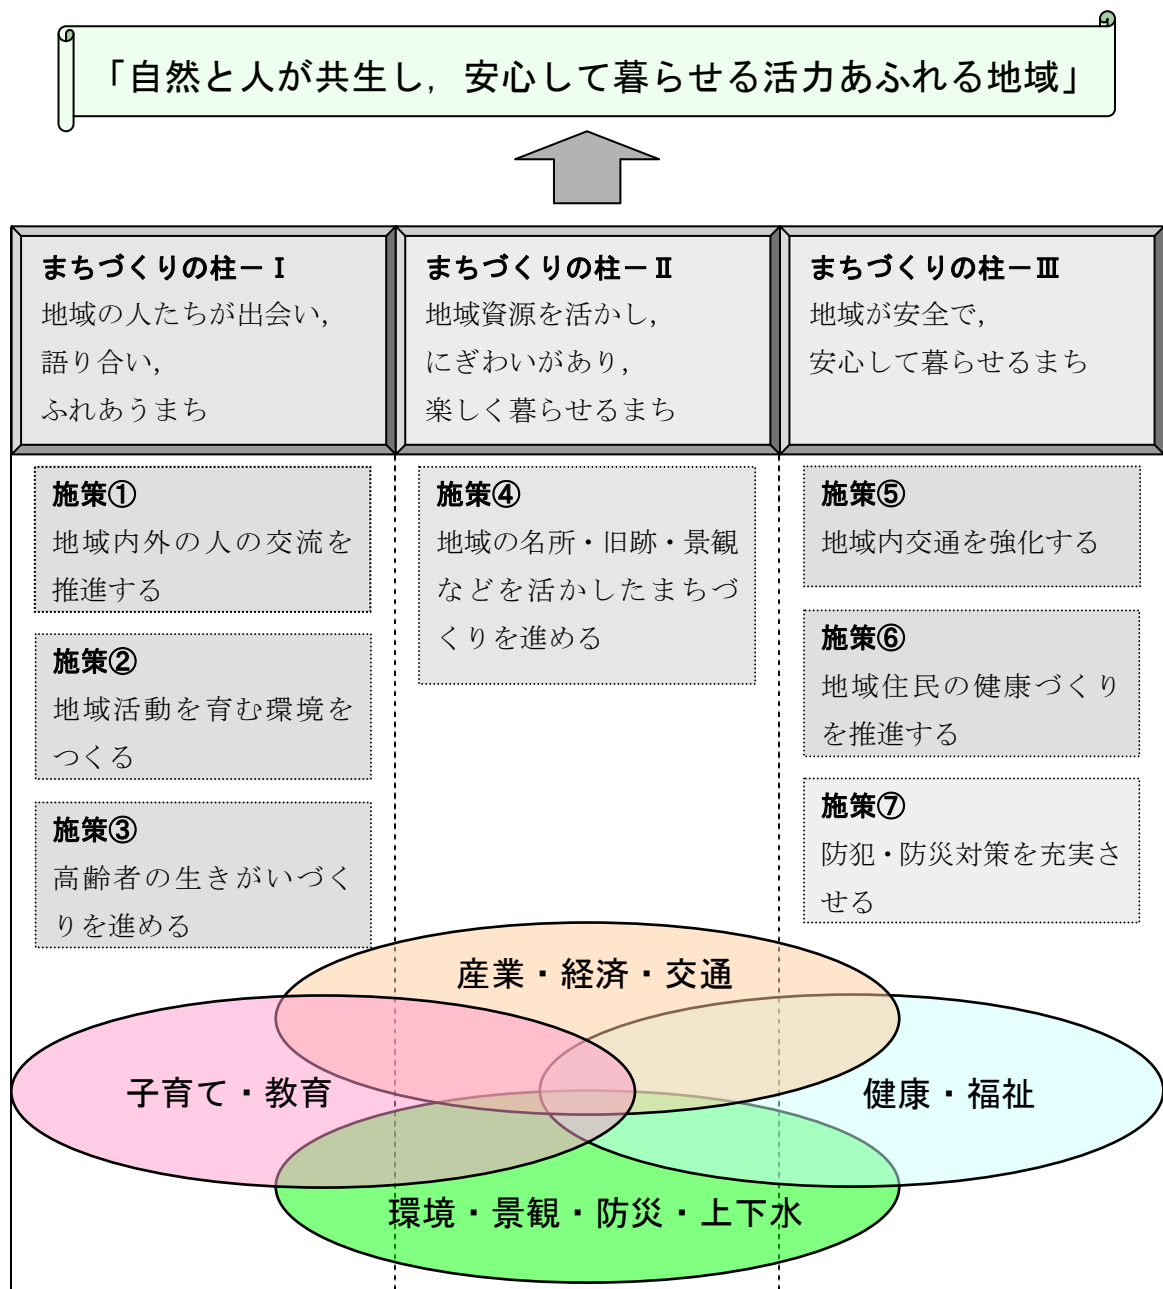 「自然と人が共生し，安心して暮らせる活力あふれる地域」
まちづくりの柱－Ⅰ
地域の人たちが出会い，
語り合い，
ふれあうまち
まちづくりの柱－Ⅱ
地域資源を活かし，
にぎわいがあり，
楽しく暮らせるまち
まちづくりの柱－Ⅲ
地域が安全で，
安心して暮らせるまち
施策①
地域内外の人の交流を
推進する
施策②
地域活動を育む環境を
つくる
施策③
高齢者の生きがいづく
りを進める
施策④
地域の名所・旧跡・景観
などを活かしたまちづ
くりを進める
施策⑤
地域内交通を強化する
施策⑥
地域住民の健康づくり
を推進する
施策⑦
防犯・防災対策を充実さ
せる
産業・経済・交通
子育て・教育
健康・福祉
環境・景観・防災・上下水